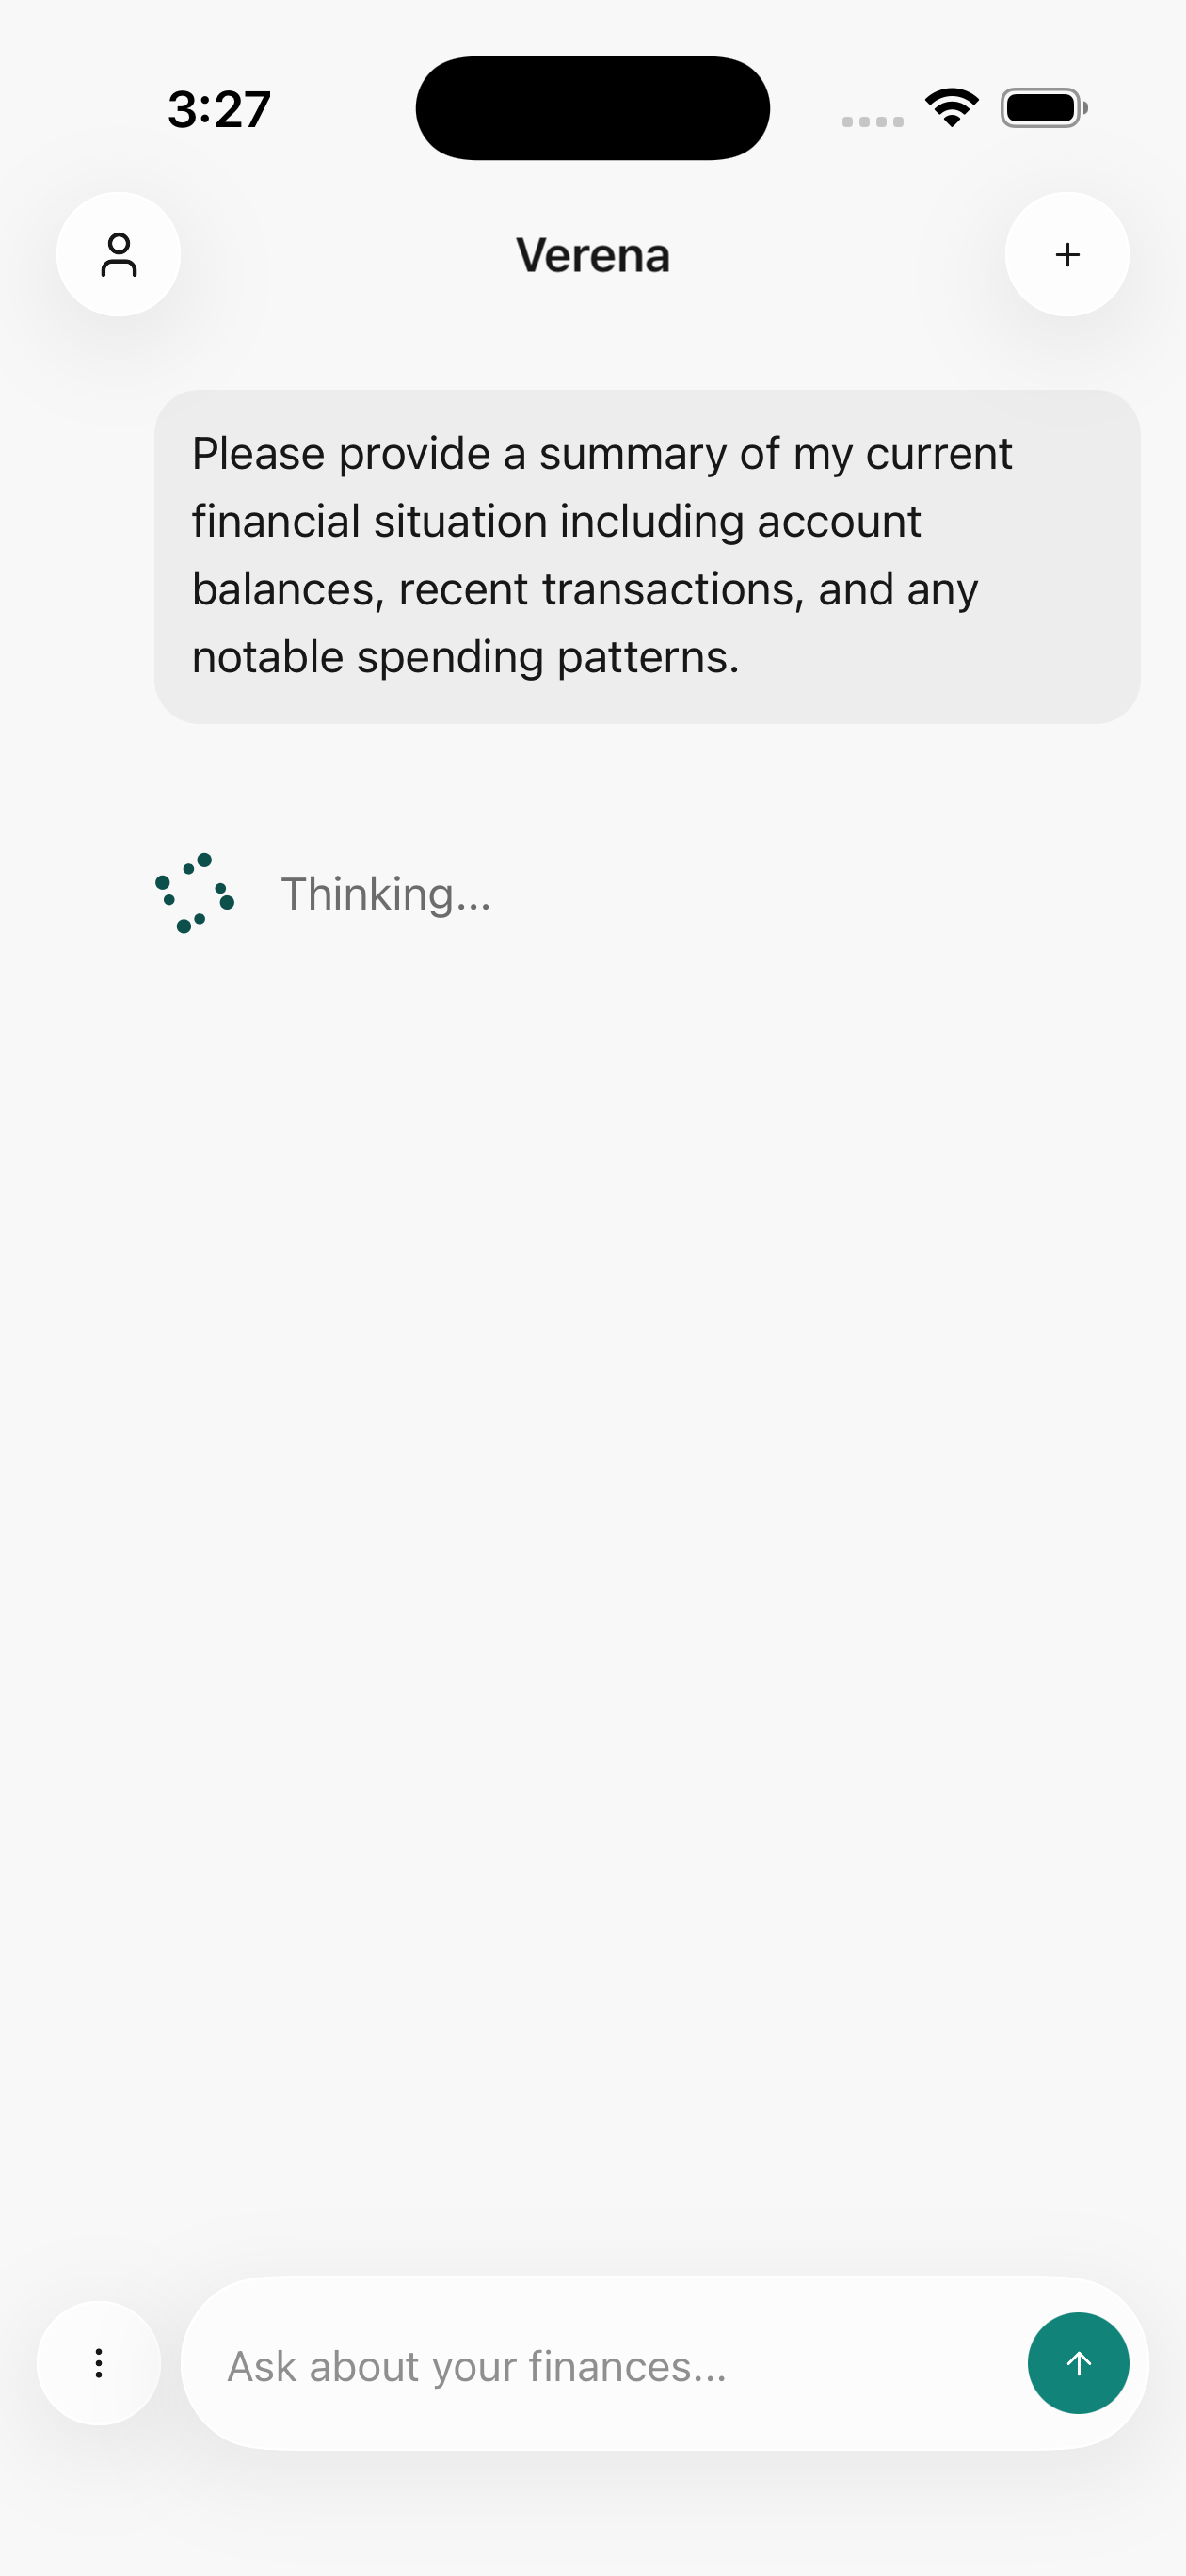 3:27
Verena
Please provide a summary of my current
financial situation including account
balances, recent transactions, and any
notable spending patterns.
Thinking...
Ask about your finances...